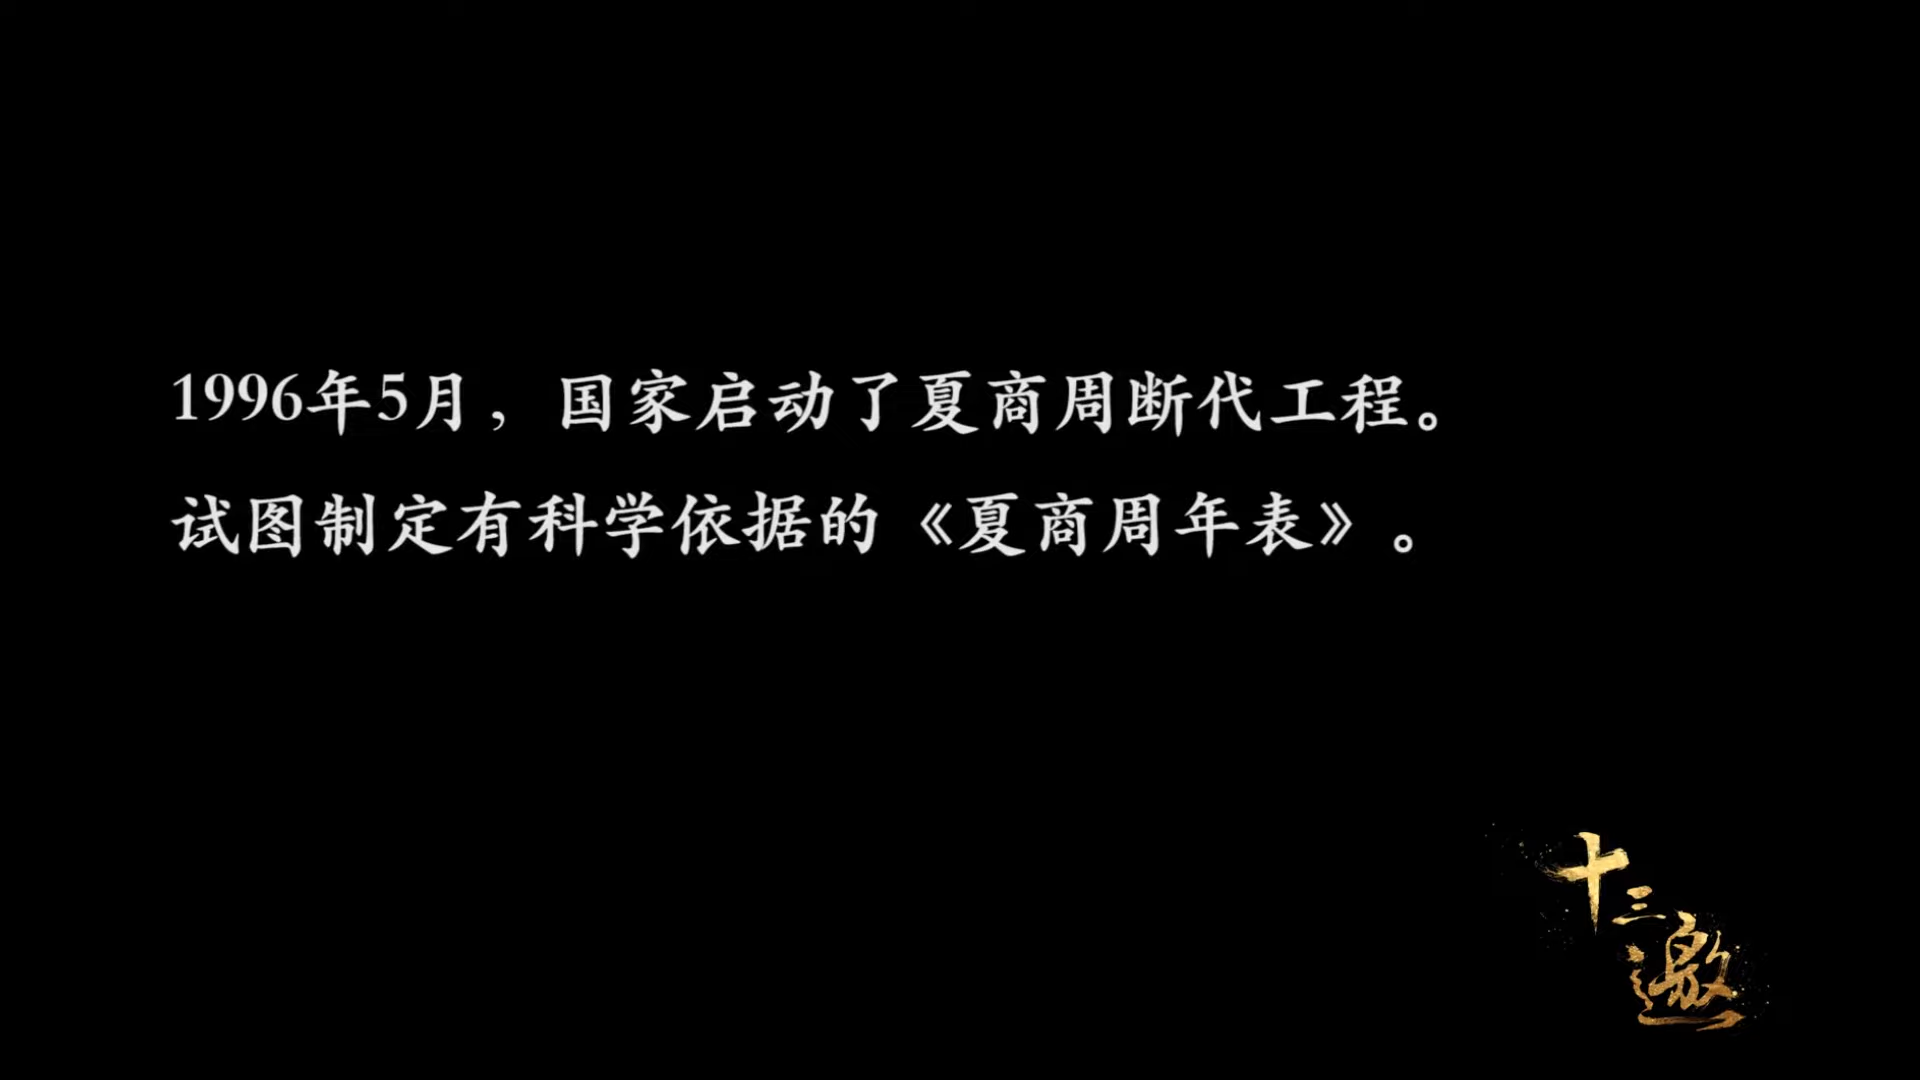 1996年5月，国家启动了夏商周断代工程。
试图制定有科学依据的《夏商周年表》。
十三邀